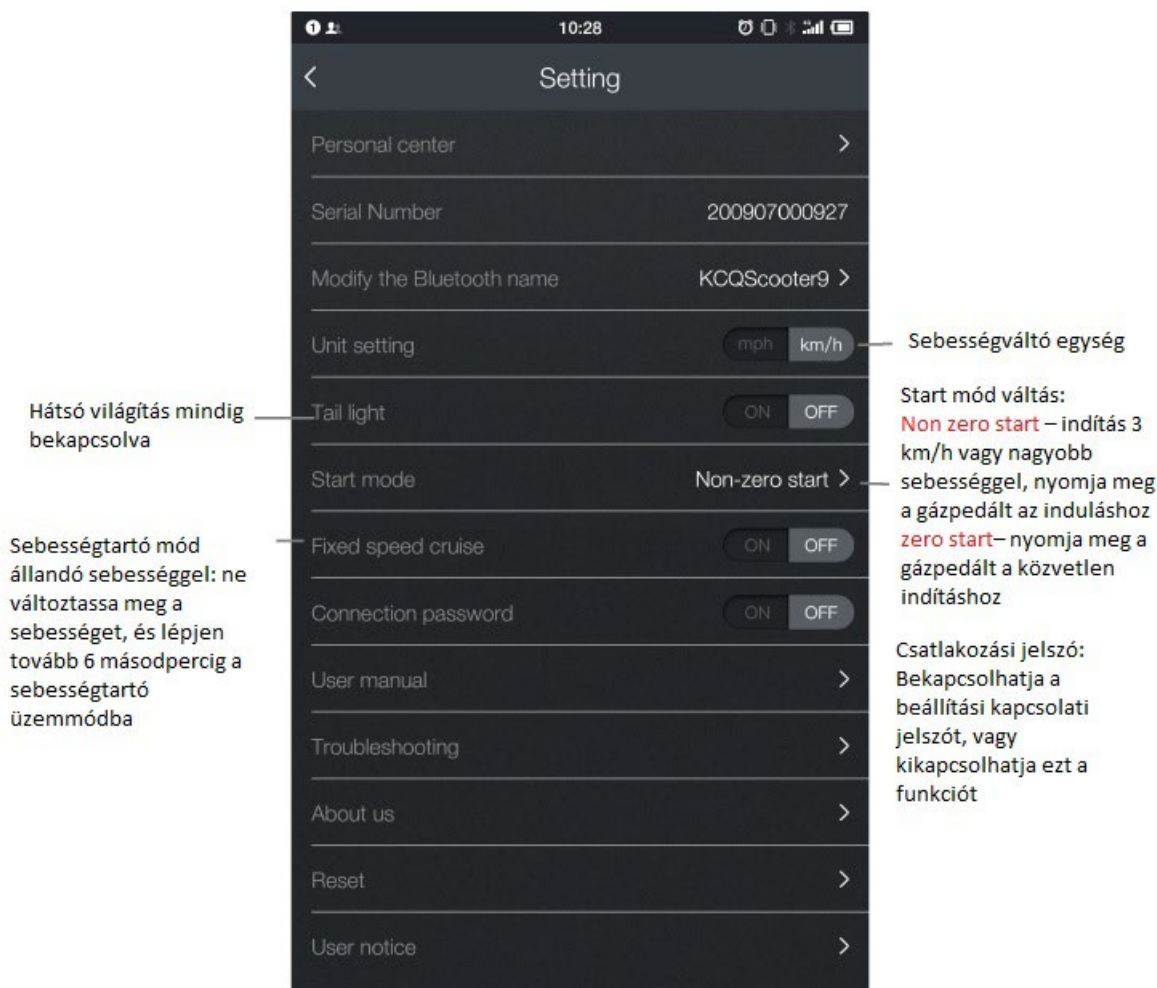 1
10:28
Setting
Personal center
Serial Number 200907000927
Modify the Bluetooth name KCQScooter9
Unit setting mph km/h
Tail light ON OFF
Start mode Non-zero start
Fixed speed cruise ON OFF
Connection password ON OFF
User manual
Troubleshooting
About us
Reset
User notice
Hátsó világítás mindig
bekapcsolva
Sebességtartó mód
állandó sebességgel: ne
változtassa meg a
sebességet, és lépjen
tovább 6 másodpercig a
sebességtartó
üzemmódba
Sebességváltó egység
Start mód váltás:
Non zero start – indítás 3
km/h vagy nagyobb
sebességgel, nyomja meg
a gázpedált az induláshoz
zero start– nyomja meg a
gázpedált a közvetlen
indításhoz
Csatlakozási jelszó:
Bekapcsolhatja a
beállítási kapcsolati
jelszót, vagy
kikapcsolhatja ezt a
funkciót